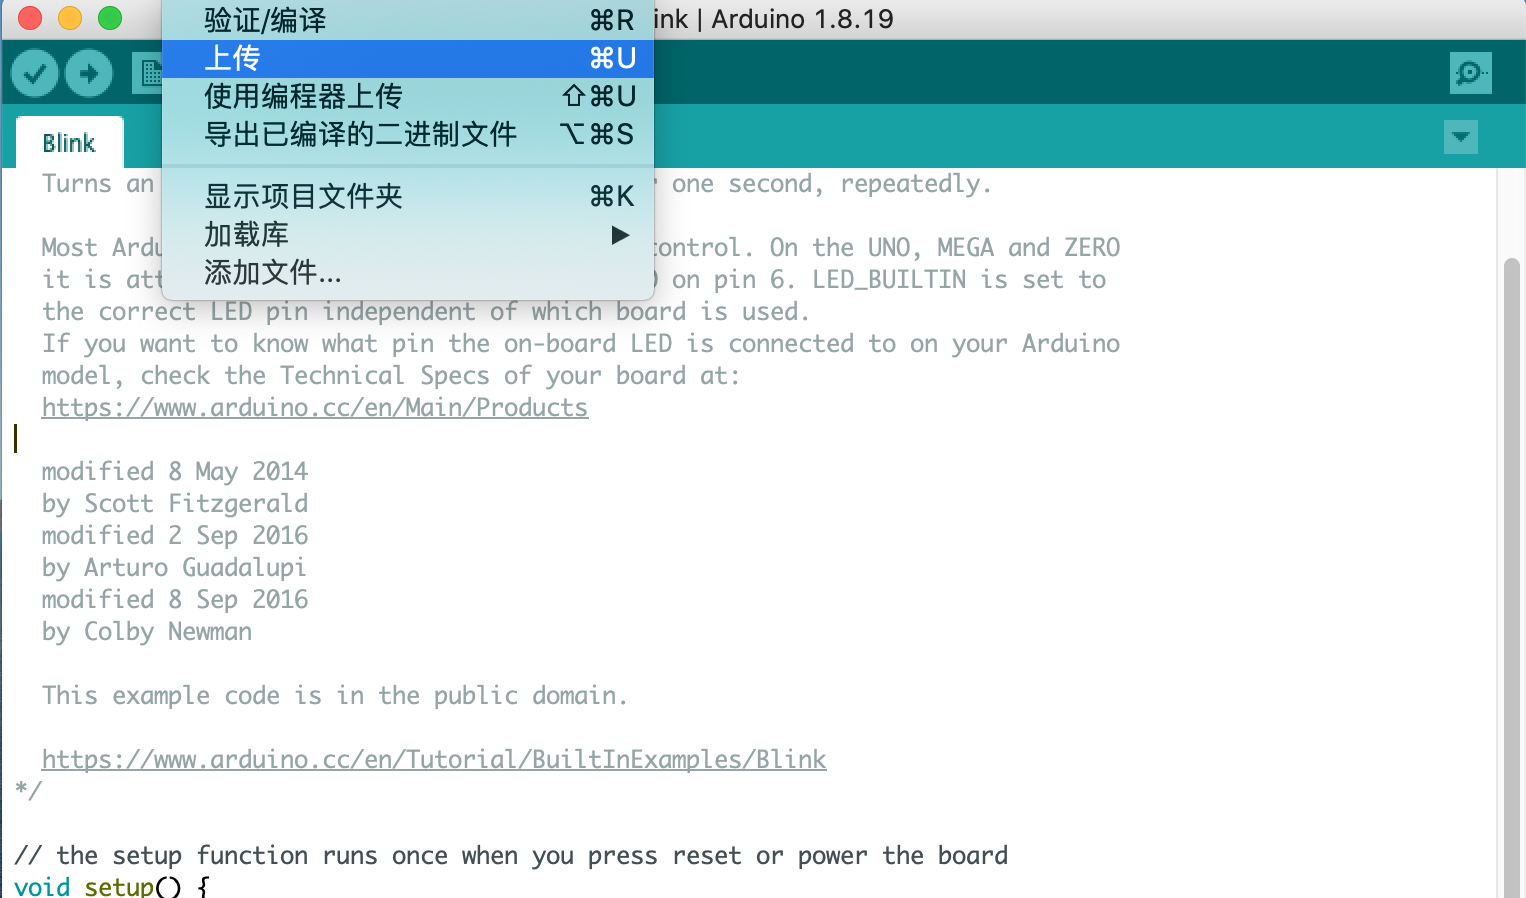 ink | Arduino 1.8.19
验证/编译 ⌘R
上传 ⌘U
使用编程器上传 ⇧⌘U
导出已编译的二进制文件 ⌥⌘S
显示项目文件夹 ⌘K
加载库 ▶
添加文件...
Blink
Turns an one second, repeatedly.
Most Ardu control. On the UNO, MEGA and ZERO
it is att on pin 6. LED_BUILTIN is set to
the correct LED pin independent of which board is used.
If you want to know what pin the on-board LED is connected to on your Arduino
model, check the Technical Specs of your board at:
https://www.arduino.cc/en/Main/Products
modified 8 May 2014
by Scott Fitzgerald
modified 2 Sep 2016
by Arturo Guadalupi
modified 8 Sep 2016
by Colby Newman
This example code is in the public domain.
https://www.arduino.cc/en/Tutorial/BuiltInExamples/Blink
*/
// the setup function runs once when you press reset or power the board
void setup() {